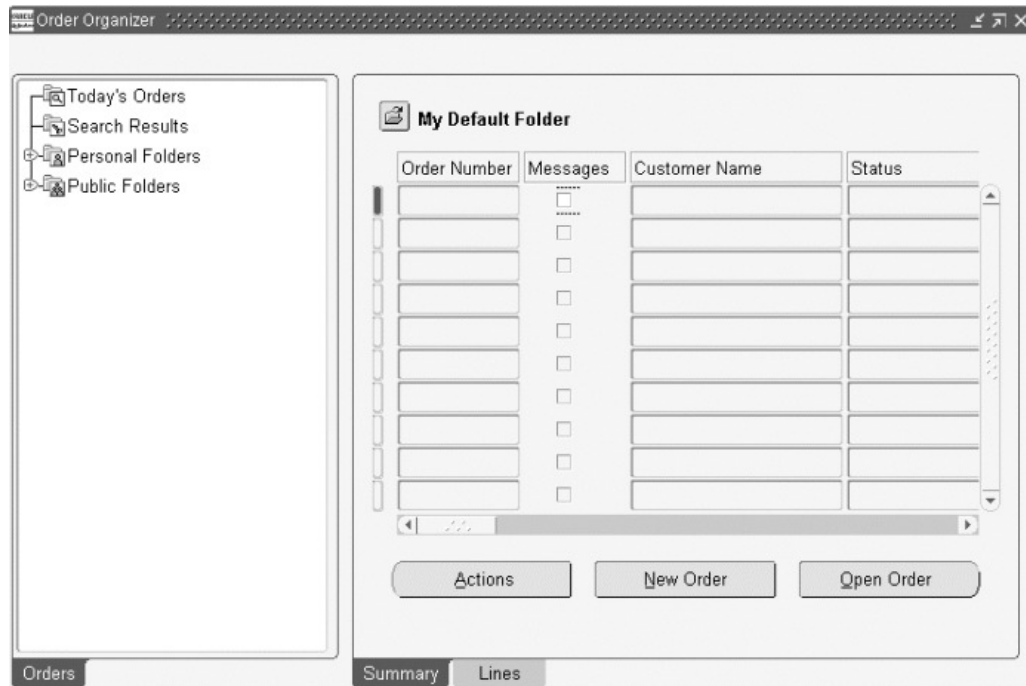 Order Organizer
Today's Orders
Search Results
Personal Folders
Public Folders
Orders
My Default Folder
Order Number Messages Customer Name Status
Actions New Order Open Order
Summary Lines